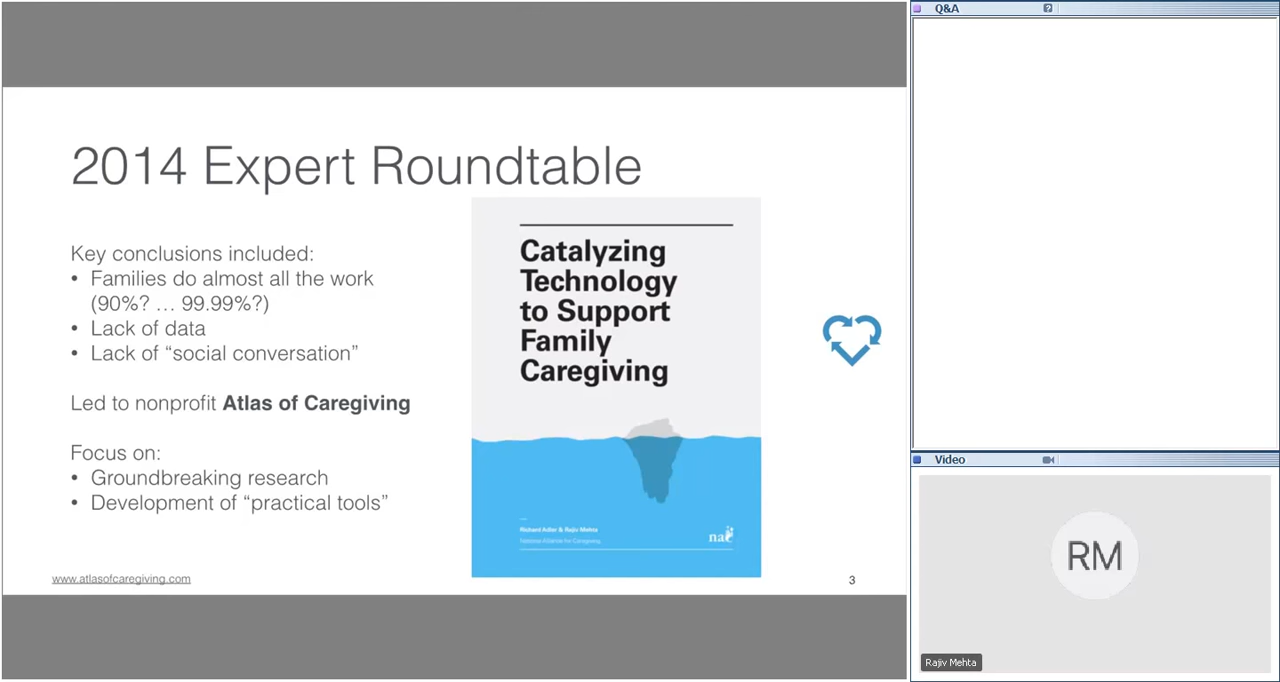 Q&A
2014 Expert Roundtable
Key conclusions included:
• Families do almost all the work
(90%? … 99.99%?)
• Lack of data
• Lack of “social conversation”
Led to nonprofit Atlas of Caregiving
Focus on:
• Groundbreaking research
• Development of “practical tools”
Catalyzing
Technology
to Support
Family
Caregiving
Richard Adler & Rajiv Mehta
National Alliance for Caregiving
nac
www.atlasofcaregiving.com
3
Video
RM
Rajiv Mehta